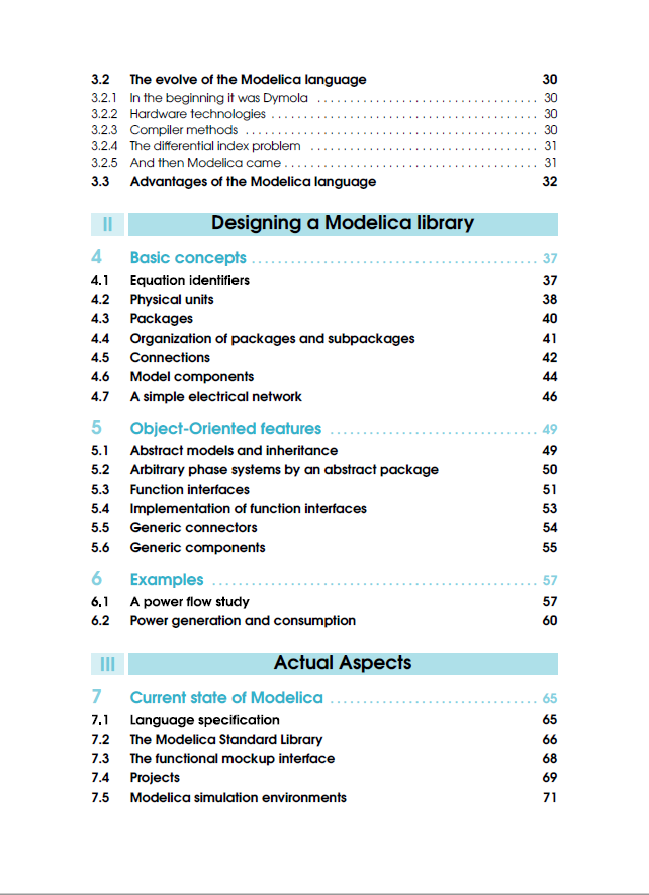 3.2 The evolve of the Modelica language 30
3.2.1 In the beginning it was Dymola . . . . . . . . . . . . . . . . . . . . . . . . . . . . . . . . . . 30
3.2.2 Hardware technologies . . . . . . . . . . . . . . . . . . . . . . . . . . . . . . . . . . . . . . . . 30
3.2.3 Compiler methods . . . . . . . . . . . . . . . . . . . . . . . . . . . . . . . . . . . . . . . . . . . . 30
3.2.4 The differential index problem . . . . . . . . . . . . . . . . . . . . . . . . . . . . . . . . . . . 31
3.2.5 And then Modelica came . . . . . . . . . . . . . . . . . . . . . . . . . . . . . . . . . . . . . . 31
3.3 Advantages of the Modelica language 32
II Designing a Modelica library
4 Basic concepts . . . . . . . . . . . . . . . . . . . . . . . . . . . . . . . . . . . . . . . . . 37
4.1 Equation identifiers 37
4.2 Physical units 38
4.3 Packages 40
4.4 Organization of packages and subpackages 41
4.5 Connections 42
4.6 Model components 44
4.7 A simple electrical network 46
5 Object-Oriented features . . . . . . . . . . . . . . . . . . . . . . . . . . . . . . 49
5.1 Abstract models and inheritance 49
5.2 Arbitrary phase systems by an abstract package 50
5.3 Function interfaces 51
5.4 Implementation of function interfaces 53
5.5 Generic connectors 54
5.6 Generic components 55
6 Examples . . . . . . . . . . . . . . . . . . . . . . . . . . . . . . . . . . . . . . . . . . . . . . . 57
6.1 A power flow study 57
6.2 Power generation and consumption 60
III Actual Aspects
7 Current state of Modelica . . . . . . . . . . . . . . . . . . . . . . . . . . . . . . 65
7.1 Language specification 65
7.2 The Modelica Standard Library 66
7.3 The functional mockup interface 68
7.4 Projects 69
7.5 Modelica simulation environments 71